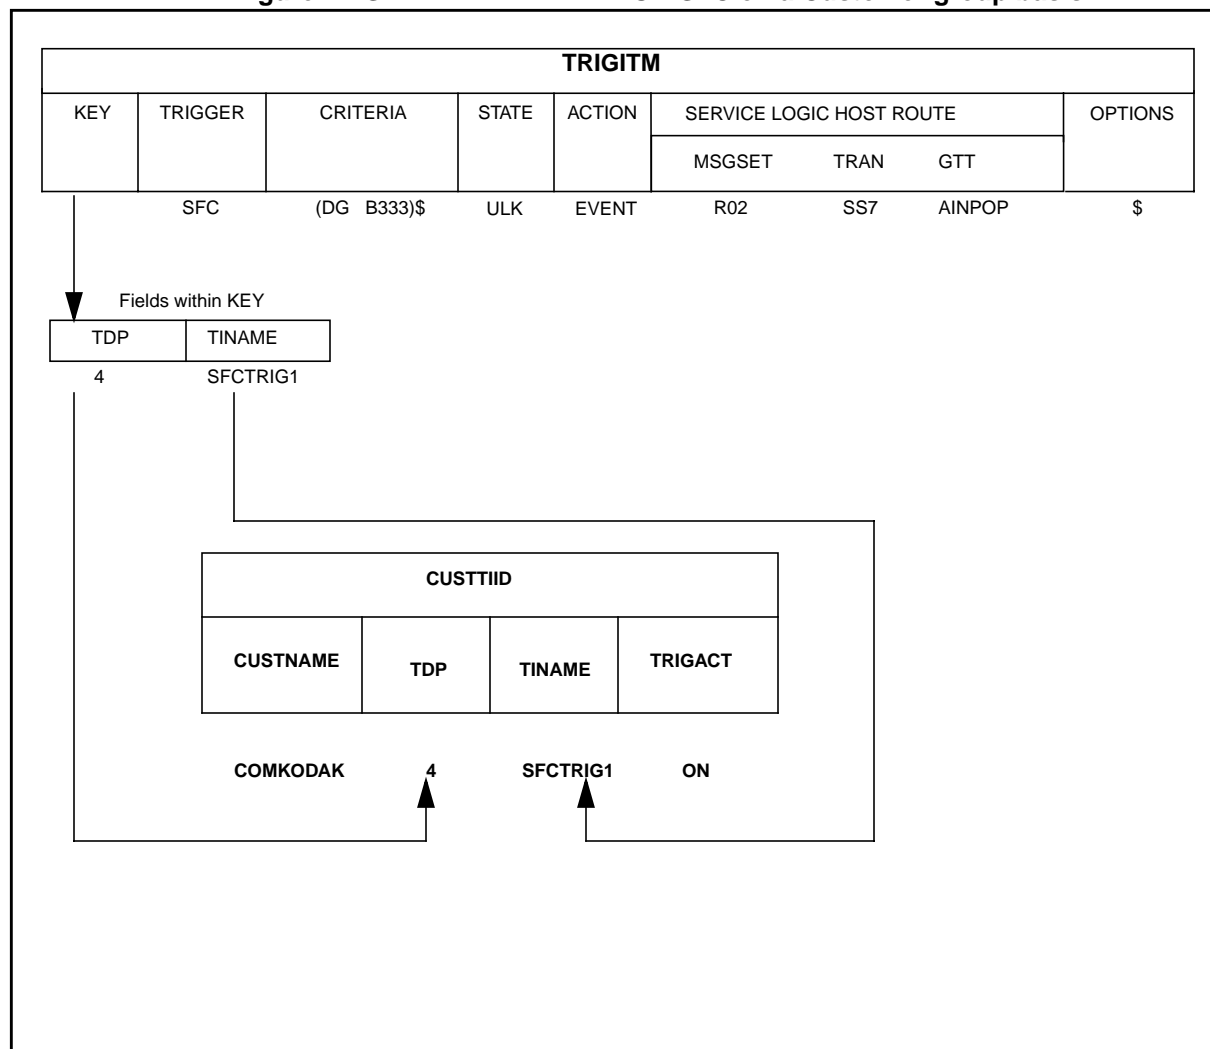 TRIGITM
KEY TRIGGER CRITERIA STATE ACTION SERVICE LOGIC HOST ROUTE OPTIONS
MSGSET TRAN GTT
SFC (DG B333)$ ULK EVENT R02 SS7 AINPOP $
Fields within KEY
TDP TINAME
4 SFCTRIG1
CUSTTIID
CUSTNAME TDP TINAME TRIGACT
COMKODAK 4 SFCTRIG1 ON